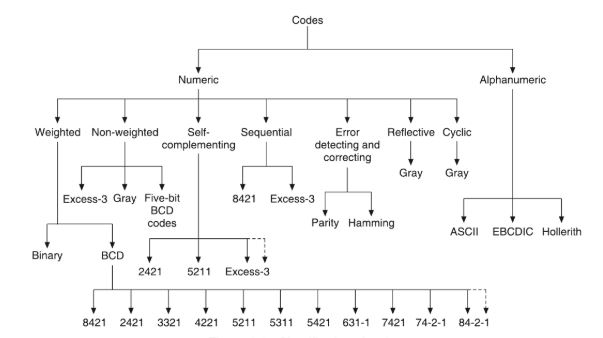 Codes
Numeric
Alphanumeric
Weighted
Non-weighted
Self-
complementing
Sequential
Error
detecting and
correcting
Reflective
Cyclic
Excess-3
Gray
Five-bit
BCD
codes
8421
Excess-3
Gray
Gray
Parity
Hamming
ASCII
EBCDIC
Hollerith
Binary
BCD
2421
5211
Excess-3
8421
2421
3321
4221
5211
5311
5421
631-1
7421
74-2-1
84-2-1